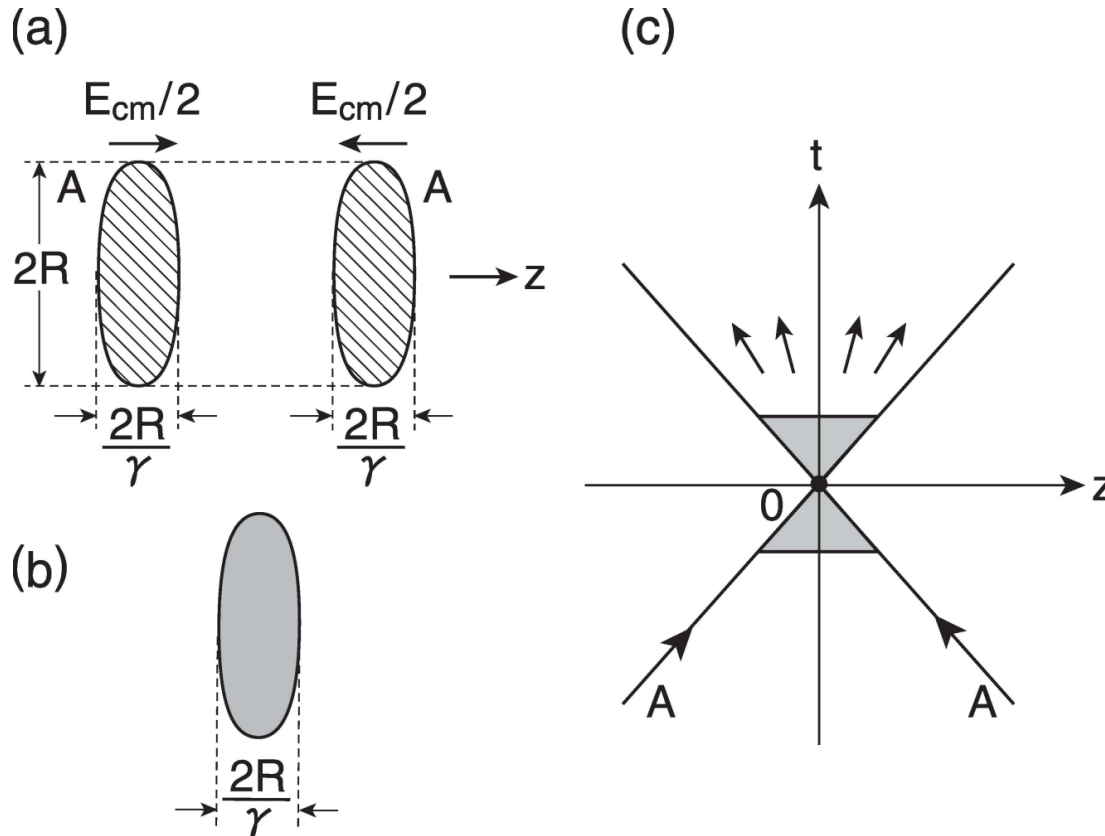 (a)
E_cm/2 E_cm/2
A A
2R
z
2R/γ 2R/γ
(b)
2R/γ
(c)
t
0
z
A A